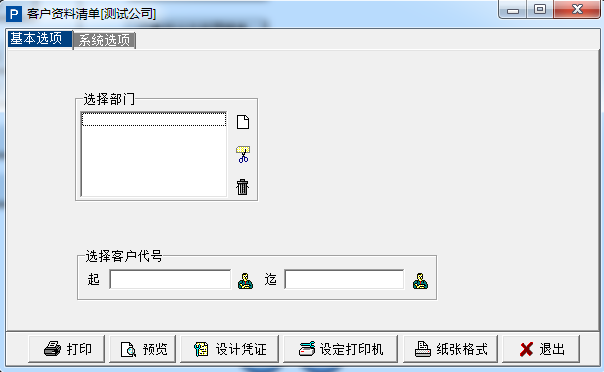 P 客户资料清单[测试公司]
基本选项 系统选项
选择部门
选择客户代号
起 迄
打印 预览 设计凭证 设定打印机 纸张格式 退出